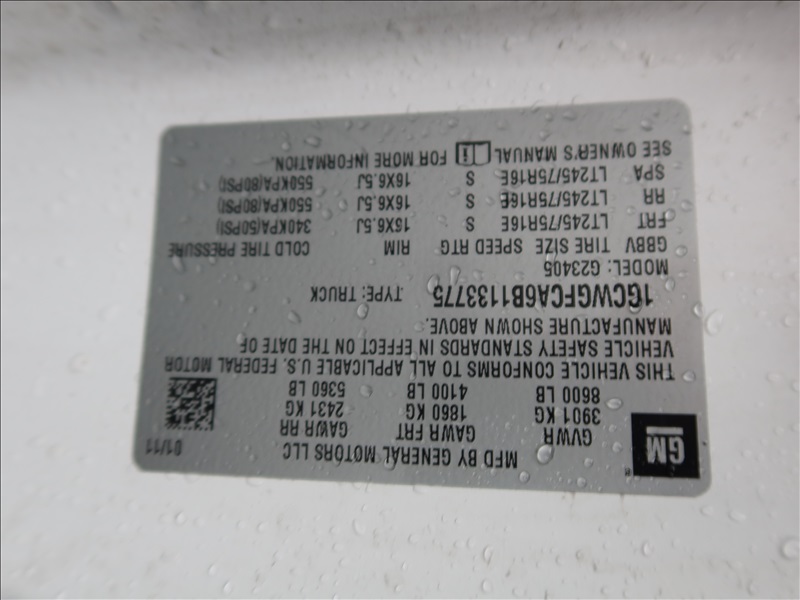 MFD BY GENERAL MOTORS LLC 01/11
GM
GVWR GAWR FRT GAWR RR
3901 KG 1860 KG 2431 KG
8600 LB 4100 LB 5360 LB
THIS VEHICLE CONFORMS TO ALL APPLICABLE U.S. FEDERAL MOTOR
VEHICLE SAFETY STANDARDS IN EFFECT ON THE DATE OF
MANUFACTURE SHOWN ABOVE.
1GCWGFCA6B1133775 TYPE: TRUCK
MODEL: G23405
GBBV TIRE SIZE SPEED RTG RIM COLD TIRE PRESSURE
FRT LT245/75R16E S 16X6.5J 340KPA(50PSI)
RR LT245/75R16E S 16X6.5J 550KPA(80PSI)
SPA LT245/75R16E S 16X6.5J 550KPA(80PSI)
SEE OWNER'S MANUAL FOR MORE INFORMATION.